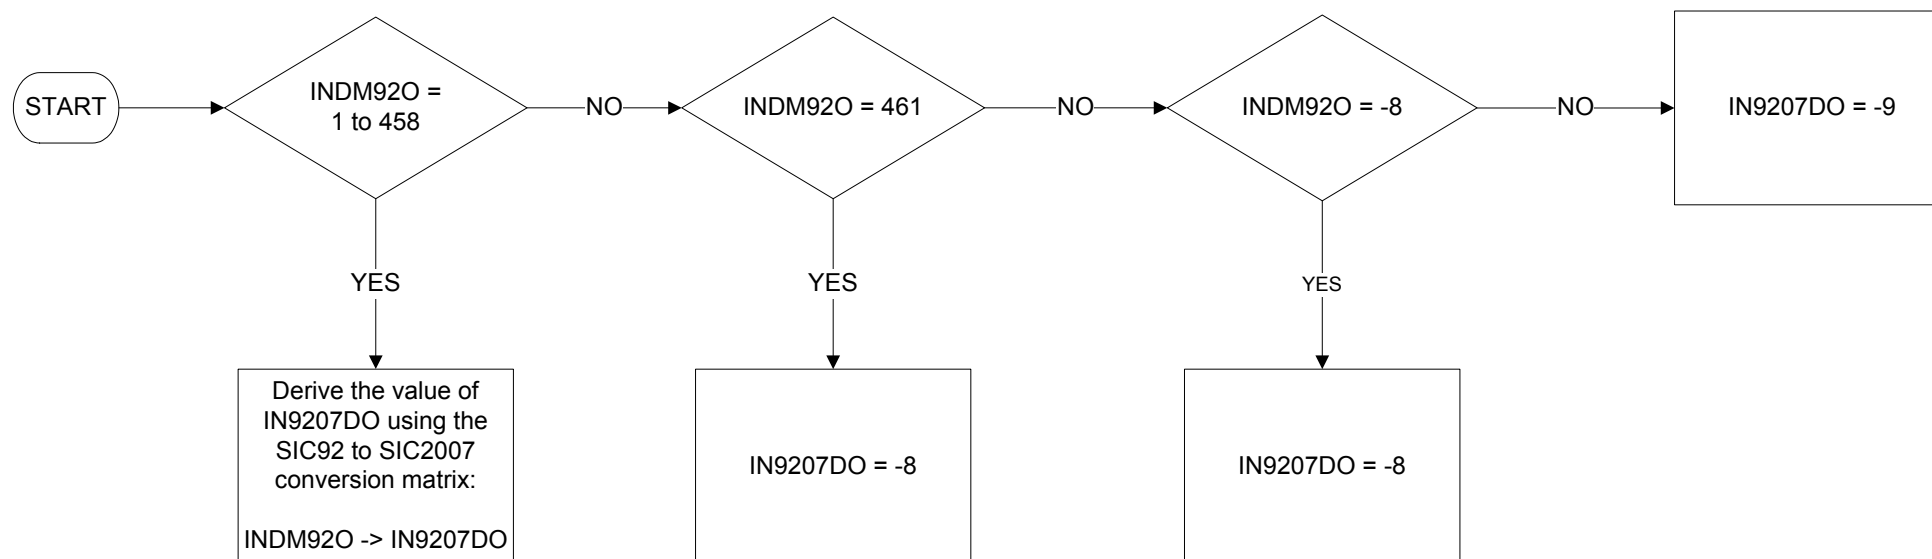 START
INDM92O =
1 to 458
NO
INDM92O = 461
NO
INDM92O = -8
NO
IN9207DO = -9
YES
YES
YES
Derive the value of
IN9207DO using the
SIC92 to SIC2007
conversion matrix:
INDM92O -> IN9207DO
IN9207DO = -8
IN9207DO = -8